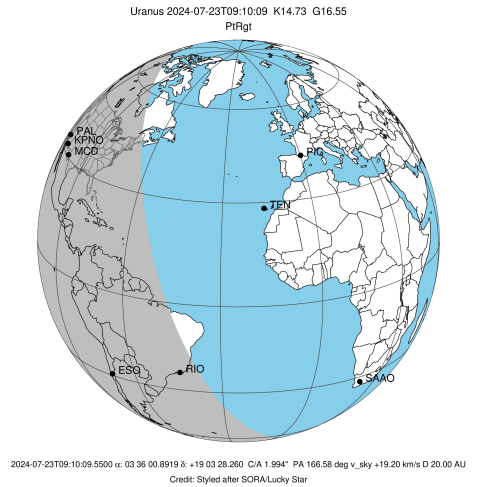 Uranus 2024-07-23T09:10:09  K14.73  G16.55
PtRgt
PAL
KPNO
MCD
PIC
TEN
ESO
RIO
SAAO
2024-07-23T09:10:09.5500 α: 03 36 00.8919 δ: +19 03 28.260  C/A 1.994"  PA 166.58 deg v_sky +19.20 km/s D 20.00 AU
Credit: Styled after SORA/Lucky Star